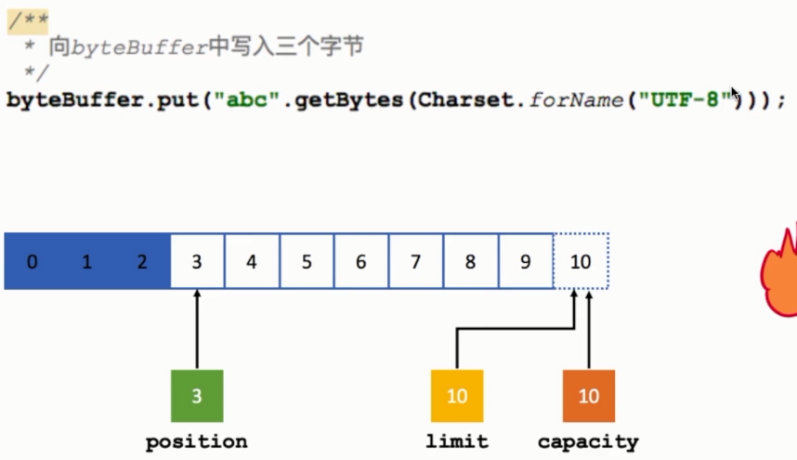 /**
* 向byteBuffer中写入三个字节
*/
byteBuffer.put("abc".getBytes(Charset.forName("UTF-8")));
0 1 2 3 4 5 6 7 8 9 10
3 10 10
position limit capacity